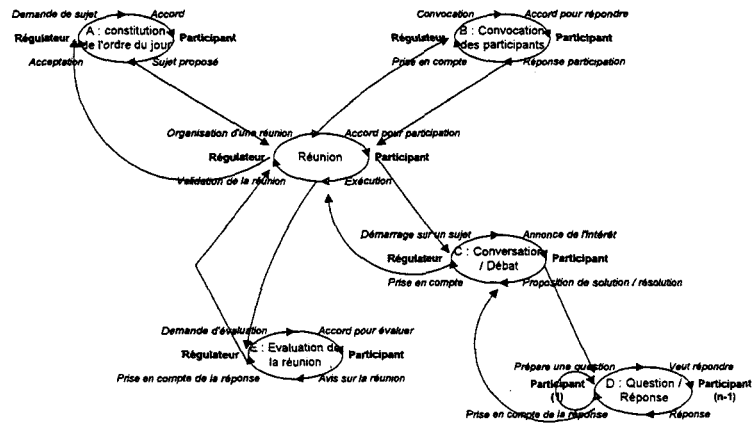 Demande de sujet Accord
Régulateur A : constitution de l'ordre du jour Participant
Acceptation Sujet proposé
Convocation Accord pour répondre
Régulateur B : Convocation des participants Participant
Prise en compte Réponse participation
Organisation d'une réunion Accord pour participation
Régulateur Réunion Participant
Validation de la réunion Exécution
Démarrage sur un sujet Annonce de l'intérêt
Régulateur C : Conversation / Débat Participant
Prise en compte Proposition de solution / résolution
Demande d'évaluation Accord pour évaluer
Régulateur E : Evaluation de la réunion Participant
Prise en compte de la réponse Avis sur la réunion
Prépare une question Veut répondre
Participant (1) D : Question / Réponse Participant (n-1)
Prise en compte de la réponse Réponse